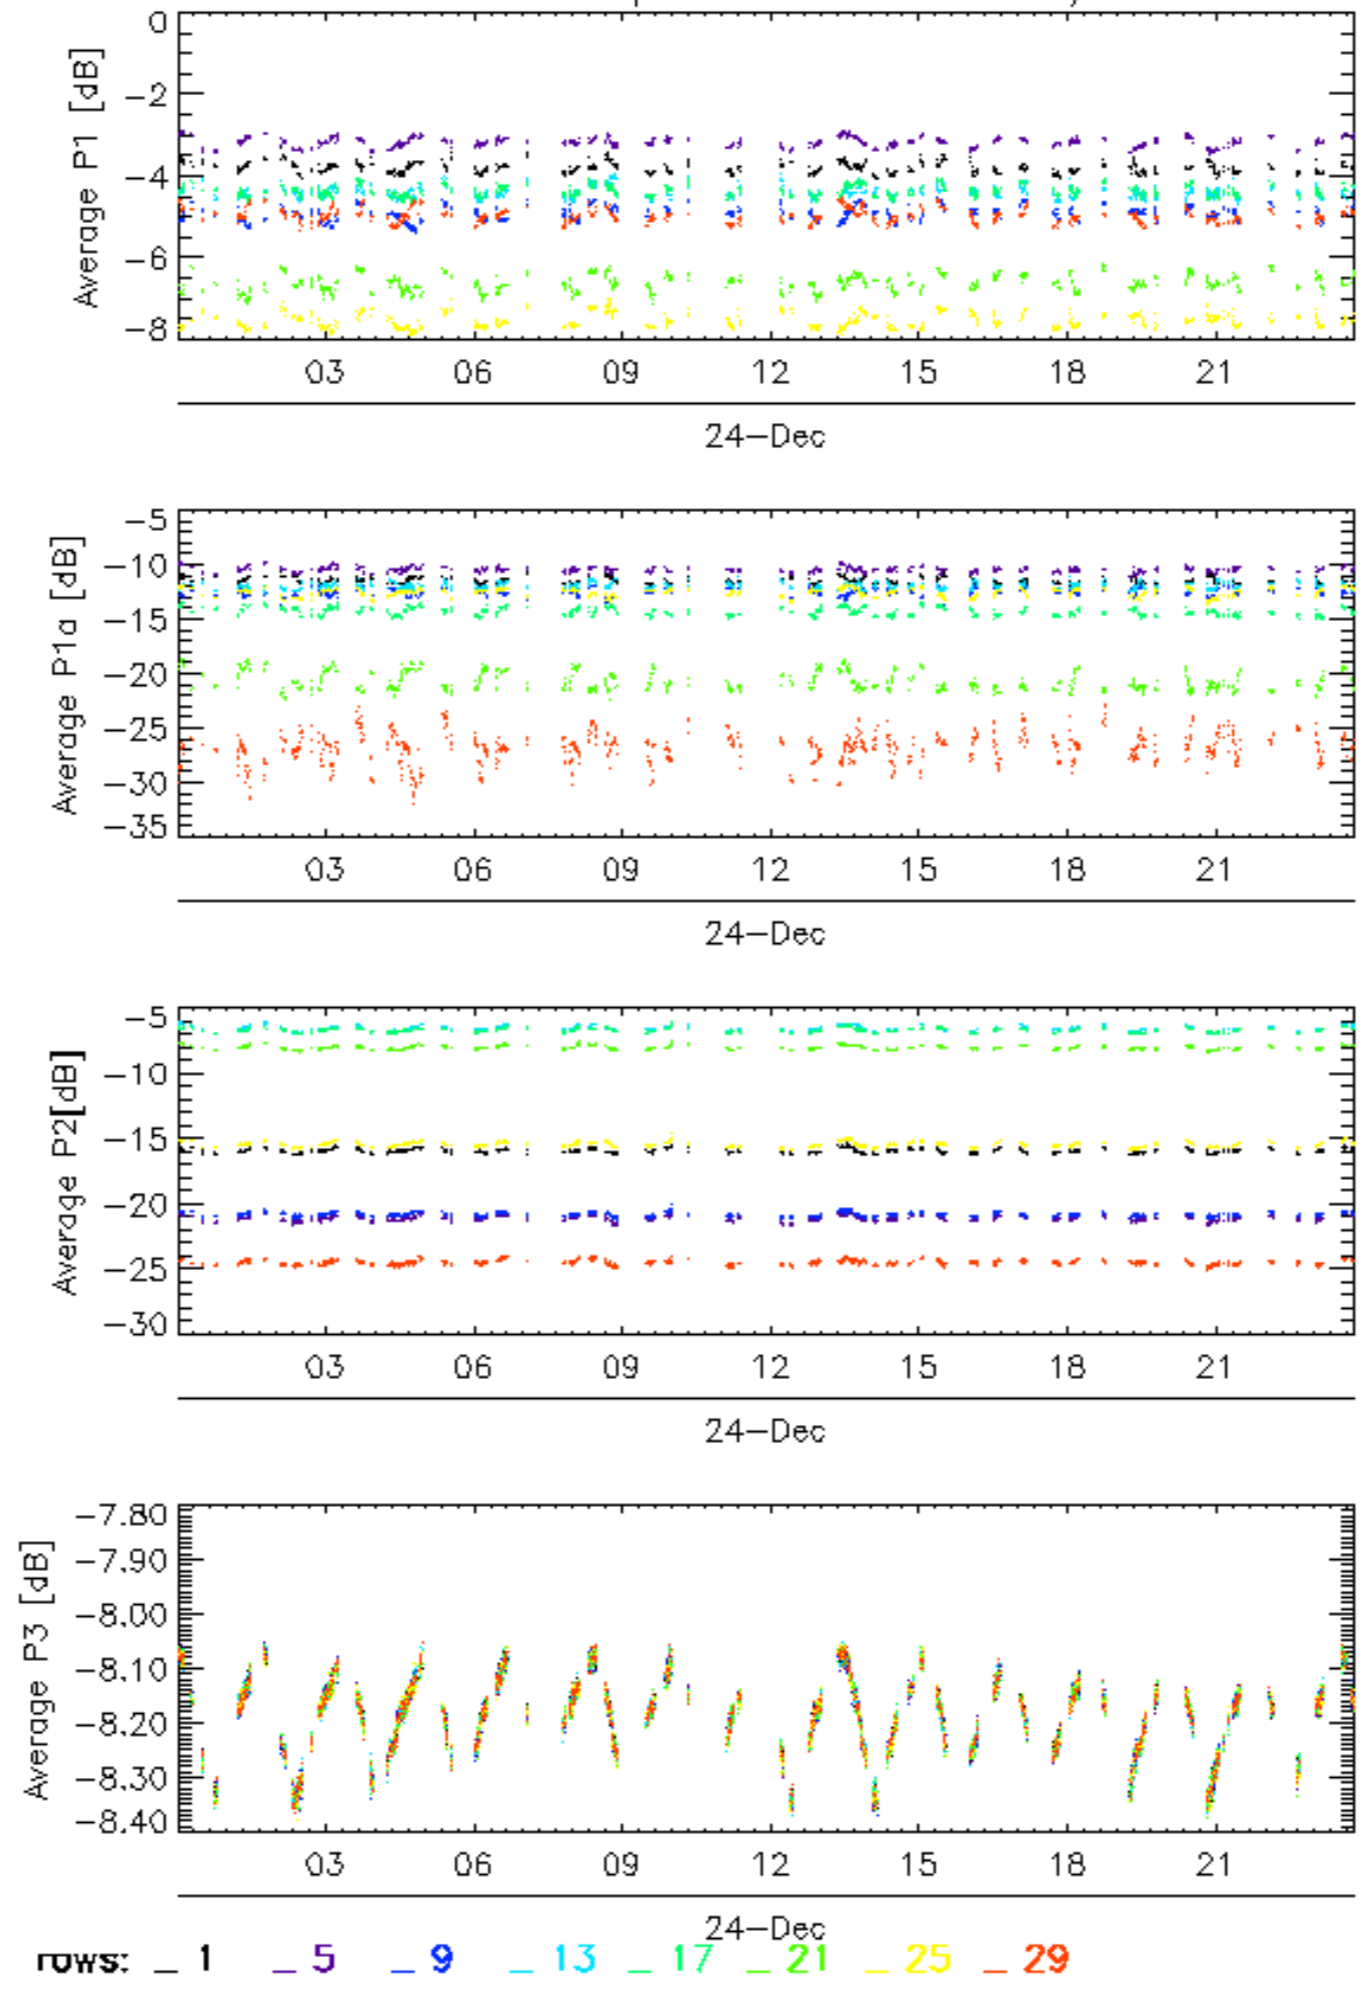 0
Average P1 [dB]
−2
−4
−6
−8
03 06 09 12 15 18 21
24−Dec
−5
Average P1a [dB]
−10
−15
−20
−25
−30
−35
03 06 09 12 15 18 21
24−Dec
−5
Average P2[dB]
−10
−15
−20
−25
−30
03 06 09 12 15 18 21
24−Dec
−7.80
Average P3 [dB]
−7.90
−8.00
−8.10
−8.20
−8.30
−8.40
03 06 09 12 15 18 21
24−Dec
rows: _ 1 _ 5 _ 9 _ 13 _ 17 _ 21 _ 25 _ 29